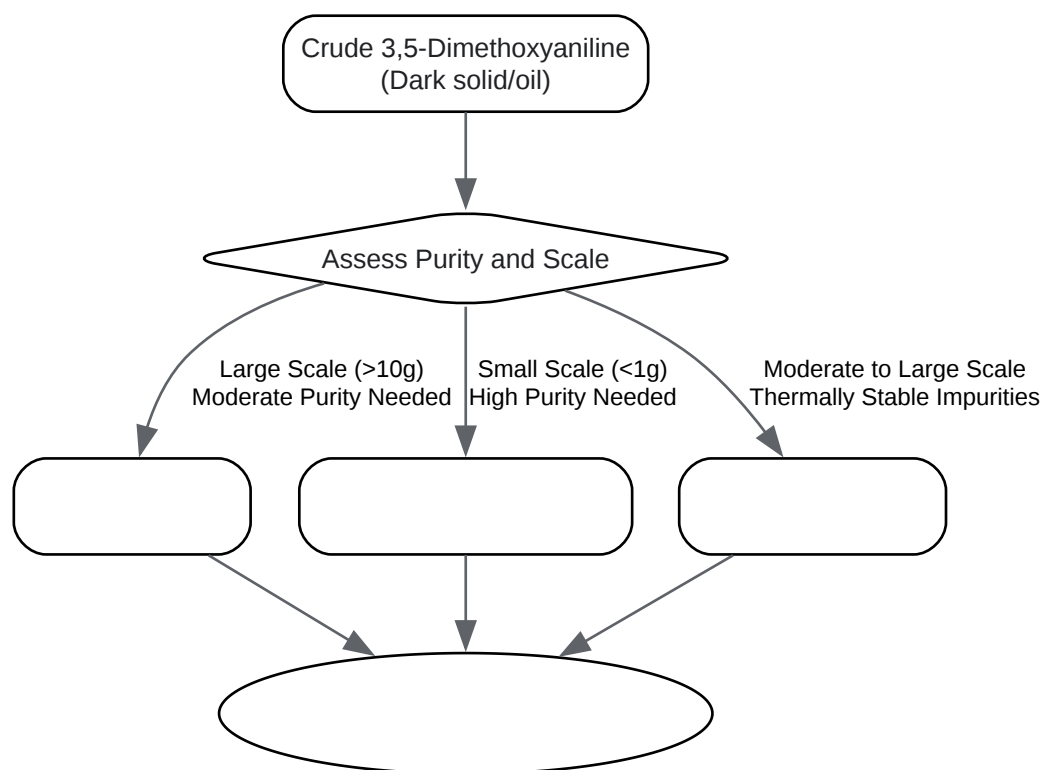 Crude 3,5-Dimethoxyaniline
(Dark solid/oil)
Assess Purity and Scale
Large Scale (>10g)
Moderate Purity Needed
Small Scale (<1g)
High Purity Needed
Moderate to Large Scale
Thermally Stable Impurities